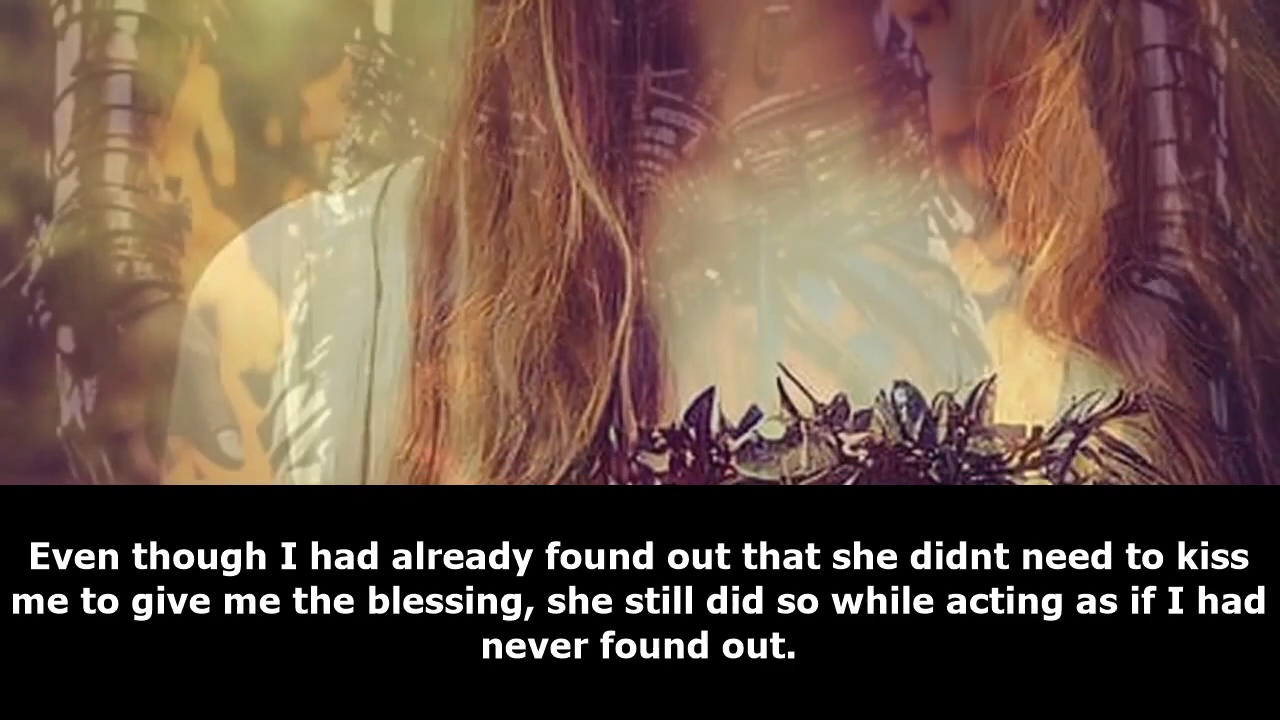 Even though I had already found out that she didnt need to kiss
me to give me the blessing, she still did so while acting as if I had
never found out.